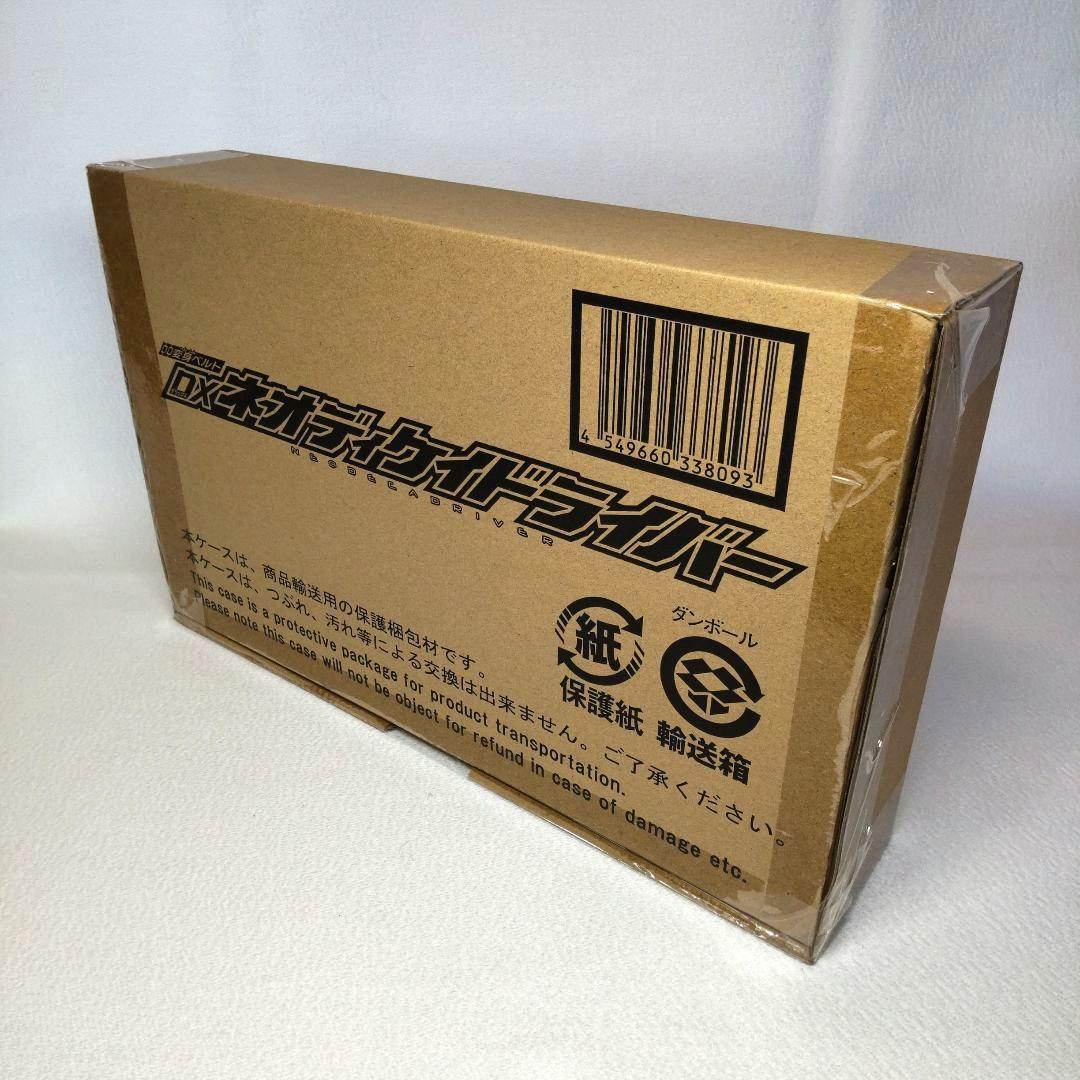 変身ベルト
DXネオディケイドライバー
NEODECADRIVER
4 549660 338093
本ケースは、商品輸送用の保護梱包材です。
本ケースは、つぶれ、汚れ等による交換は出来ません。ご了承ください。
This case is a protective package for product transportation.
Please note this case will not be object for refund in case of damage etc.
紙
保護紙
ダンボール
輸送箱